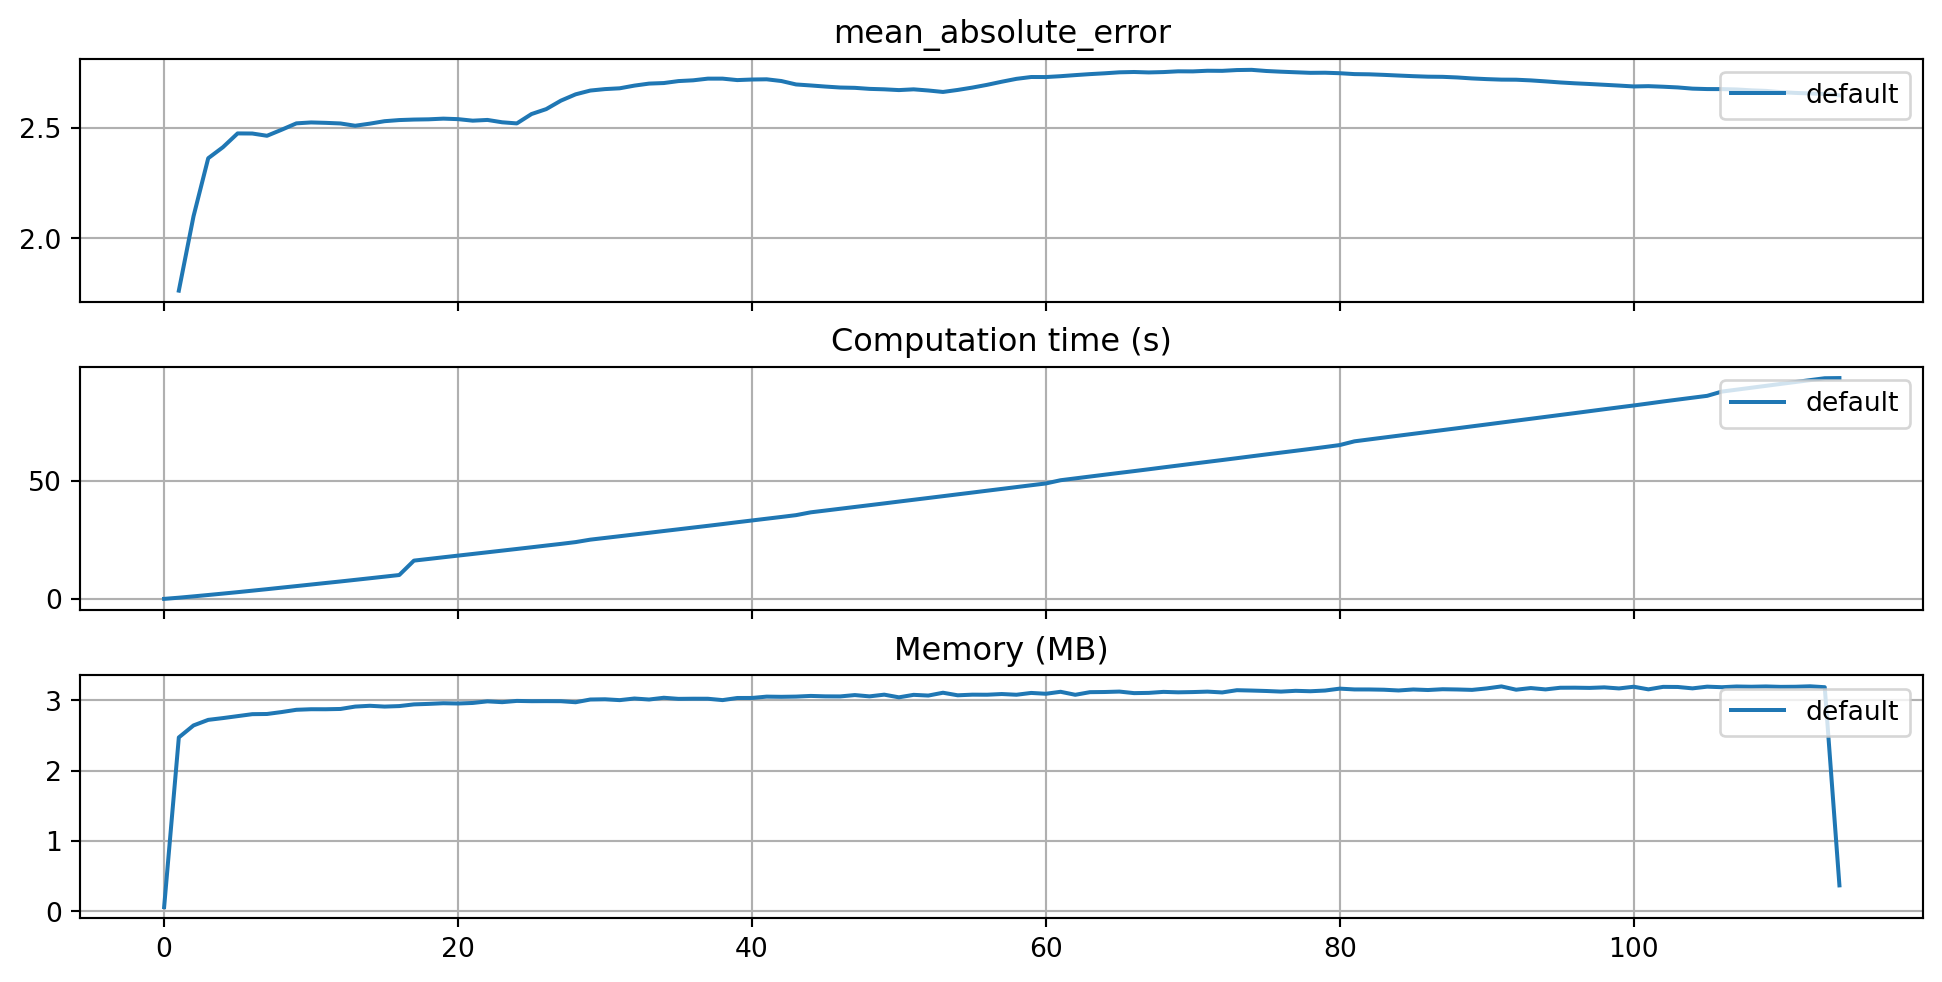 mean_absolute_error
2.5
2.0
default
Computation time (s)
50
0
default
Memory (MB)
3
2
1
0
default
0 20 40 60 80 100